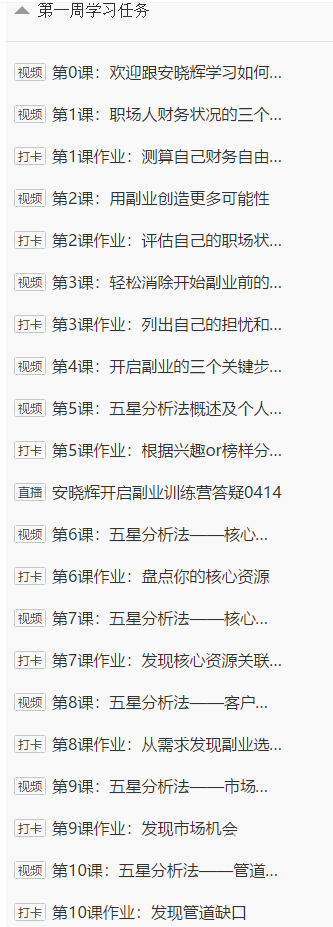 第一周学习任务
视频 第0课：欢迎跟安晓辉学习如何...
视频 第1课：职场人财务状况的三个...
打卡 第1课作业：测算自己财务自由...
视频 第2课：用副业创造更多可能性
打卡 第2课作业：评估自己的职场状...
视频 第3课：轻松消除开始副业前的...
打卡 第3课作业：列出自己的担忧和...
视频 第4课：开启副业的三个关键步...
视频 第5课：五星分析法概述及个人...
打卡 第5课作业：根据兴趣or榜样分...
直播 安晓辉开启副业训练营答疑0414
视频 第6课：五星分析法——核心...
打卡 第6课作业：盘点你的核心资源
视频 第7课：五星分析法——核心...
打卡 第7课作业：发现核心资源关联...
视频 第8课：五星分析法——客户...
打卡 第8课作业：从需求发现副业选...
视频 第9课：五星分析法——市场...
打卡 第9课作业：发现市场机会
视频 第10课：五星分析法——管道...
打卡 第10课作业：发现管道缺口